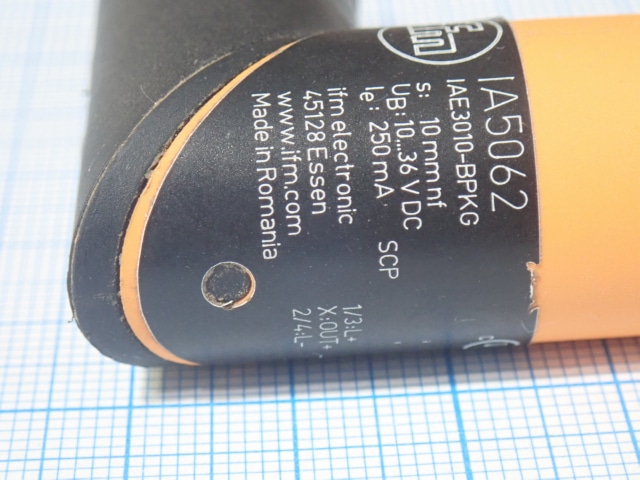 ifm
IA5062
IAE3010-BPKG
s: 10 mm nf
UB: 10...36 V DC
Ie: 250 mA SCP
ifm electronic
45128 Essen
www.ifm.com
Made in Romania
1/3:L+
X:OUT+
2/4:L-